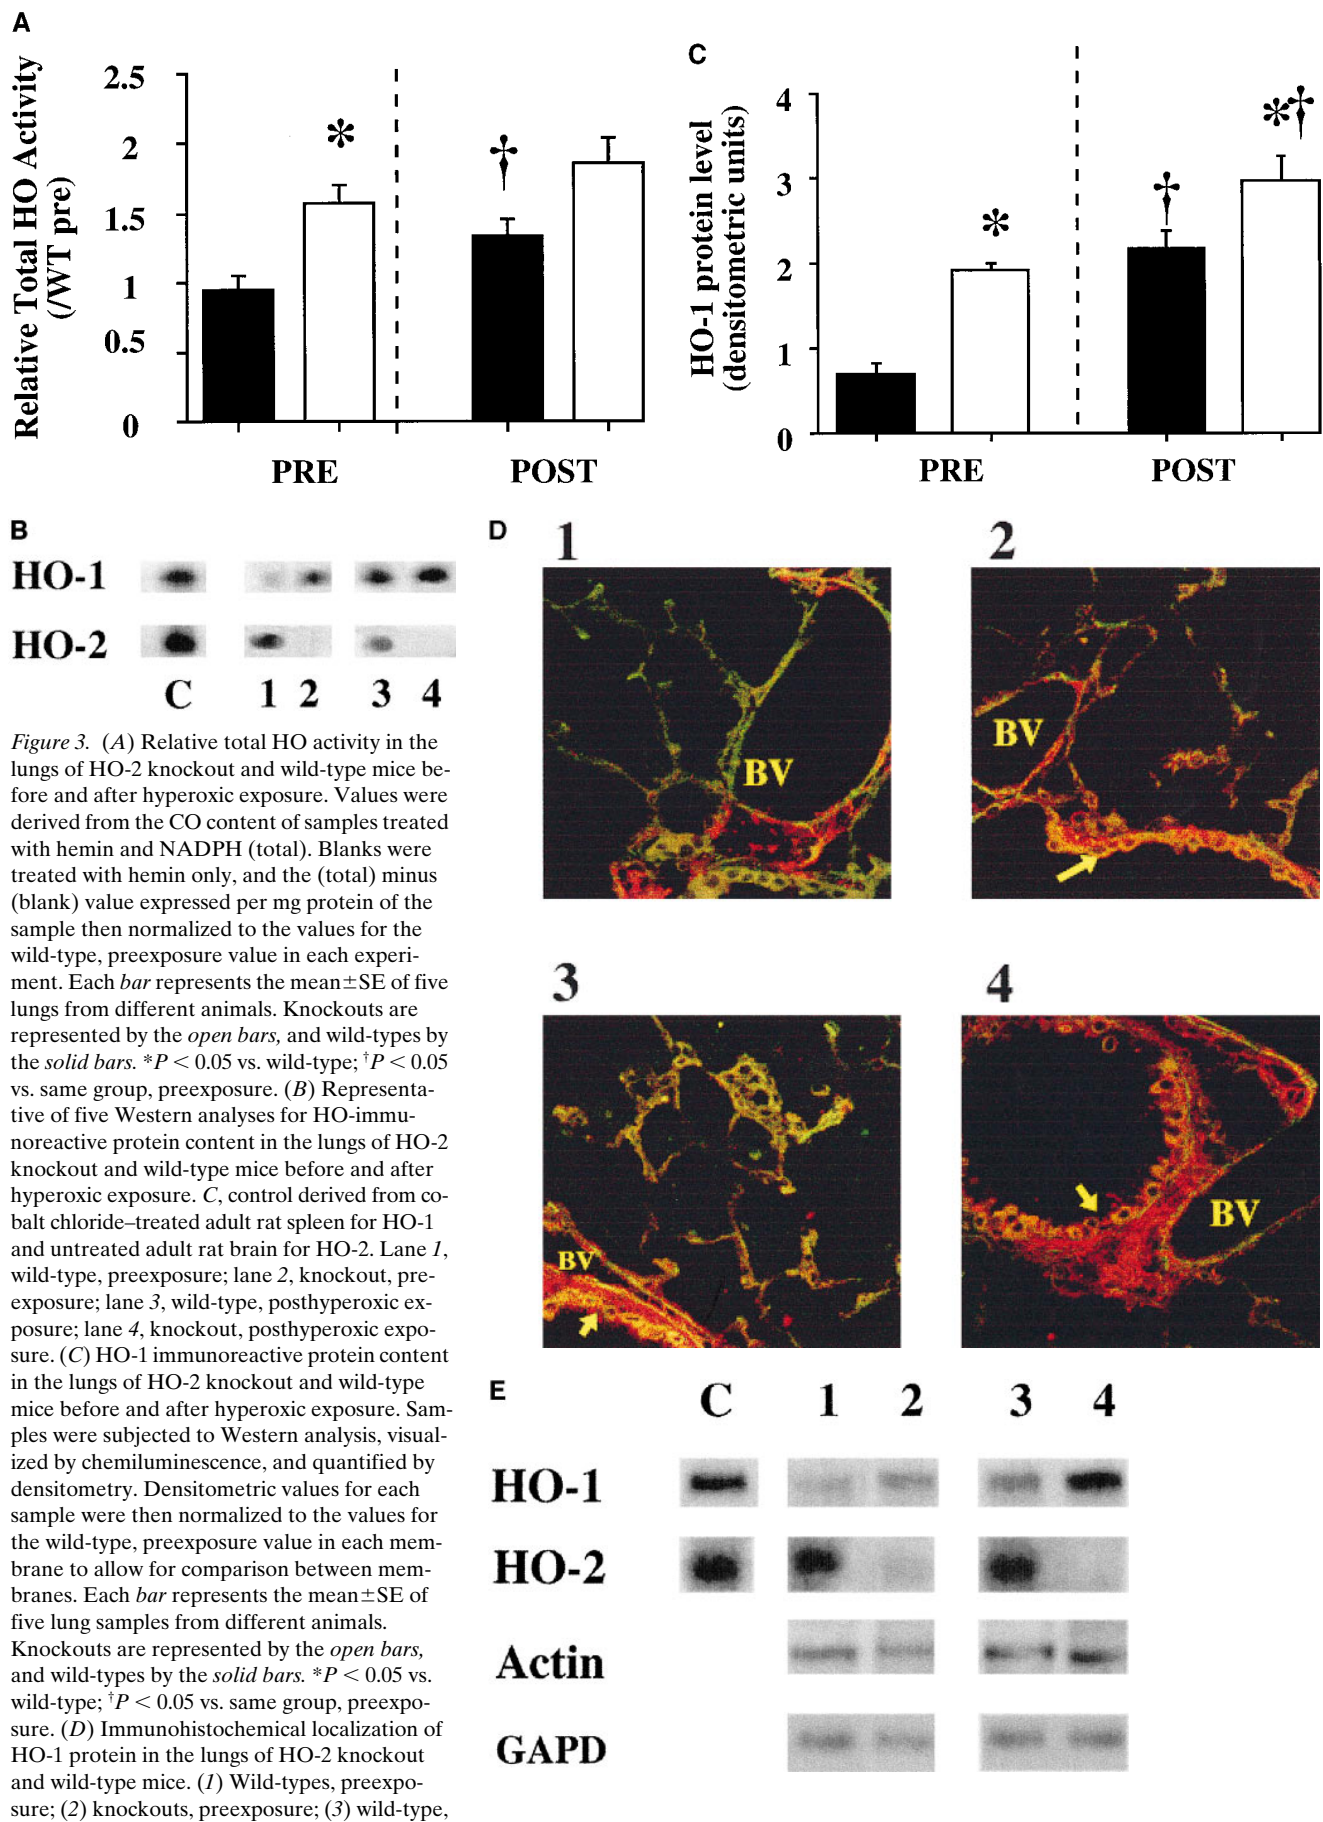 A
Relative Total HO Activity
(/WT pre)
2.5
2
1.5
1
0.5
0
*
†
PRE
POST
C
HO-1 protein level
(densitometric units)
4
3
2
1
0
*
†
*†
PRE
POST
B
HO-1
HO-2
C 1 2 3 4
D
1
BV
2
BV
3
BV
4
BV
E
C 1 2 3 4
HO-1
HO-2
Actin
GAPD
Figure 3. (A) Relative total HO activity in the
lungs of HO-2 knockout and wild-type mice be-
fore and after hyperoxic exposure. Values were
derived from the CO content of samples treated
with hemin and NADPH (total). Blanks were
treated with hemin only, and the (total) minus
(blank) value expressed per mg protein of the
sample then normalized to the values for the
wild-type, preexposure value in each experi-
ment. Each bar represents the mean±SE of five
lungs from different animals. Knockouts are
represented by the open bars, and wild-types by
the solid bars. *P < 0.05 vs. wild-type; †P < 0.05
vs. same group, preexposure. (B) Representa-
tive of five Western analyses for HO-immu-
noreactive protein content in the lungs of HO-2
knockout and wild-type mice before and after
hyperoxic exposure. C, control derived from co-
balt chloride–treated adult rat spleen for HO-1
and untreated adult rat brain for HO-2. Lane 1,
wild-type, preexposure; lane 2, knockout, pre-
exposure; lane 3, wild-type, posthyperoxic ex-
posure; lane 4, knockout, posthyperoxic expo-
sure. (C) HO-1 immunoreactive protein content
in the lungs of HO-2 knockout and wild-type
mice before and after hyperoxic exposure. Sam-
ples were subjected to Western analysis, visual-
ized by chemiluminescence, and quantified by
densitometry. Densitometric values for each
sample were then normalized to the values for
the wild-type, preexposure value in each mem-
brane to allow for comparison between mem-
branes. Each bar represents the mean±SE of
five lung samples from different animals.
Knockouts are represented by the open bars,
and wild-types by the solid bars. *P < 0.05 vs.
wild-type; †P < 0.05 vs. same group, preexpo-
sure. (D) Immunohistochemical localization of
HO-1 protein in the lungs of HO-2 knockout
and wild-type mice. (1) Wild-types, preexpo-
sure; (2) knockouts, preexposure; (3) wild-type,